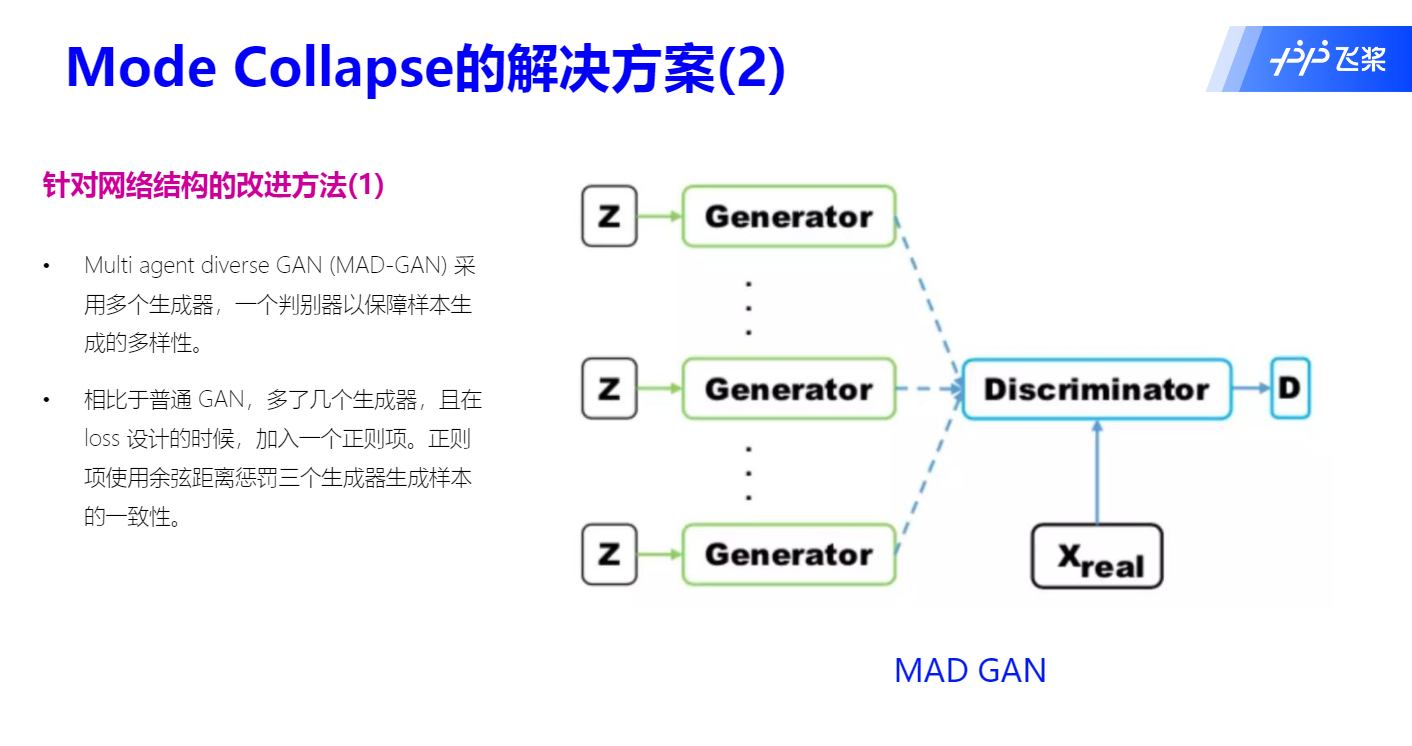 Mode Collapse的解决方案(2)
飞桨
针对网络结构的改进方法(1)
• Multi agent diverse GAN (MAD-GAN) 采
用多个生成器，一个判别器以保障样本生
成的多样性。
• 相比于普通 GAN，多了几个生成器，且在
loss 设计的时候，加入一个正则项。正则
项使用余弦距离惩罚三个生成器生成样本
的一致性。
Z Generator
Z Generator Discriminator D
Z Generator
Xreal
MAD GAN